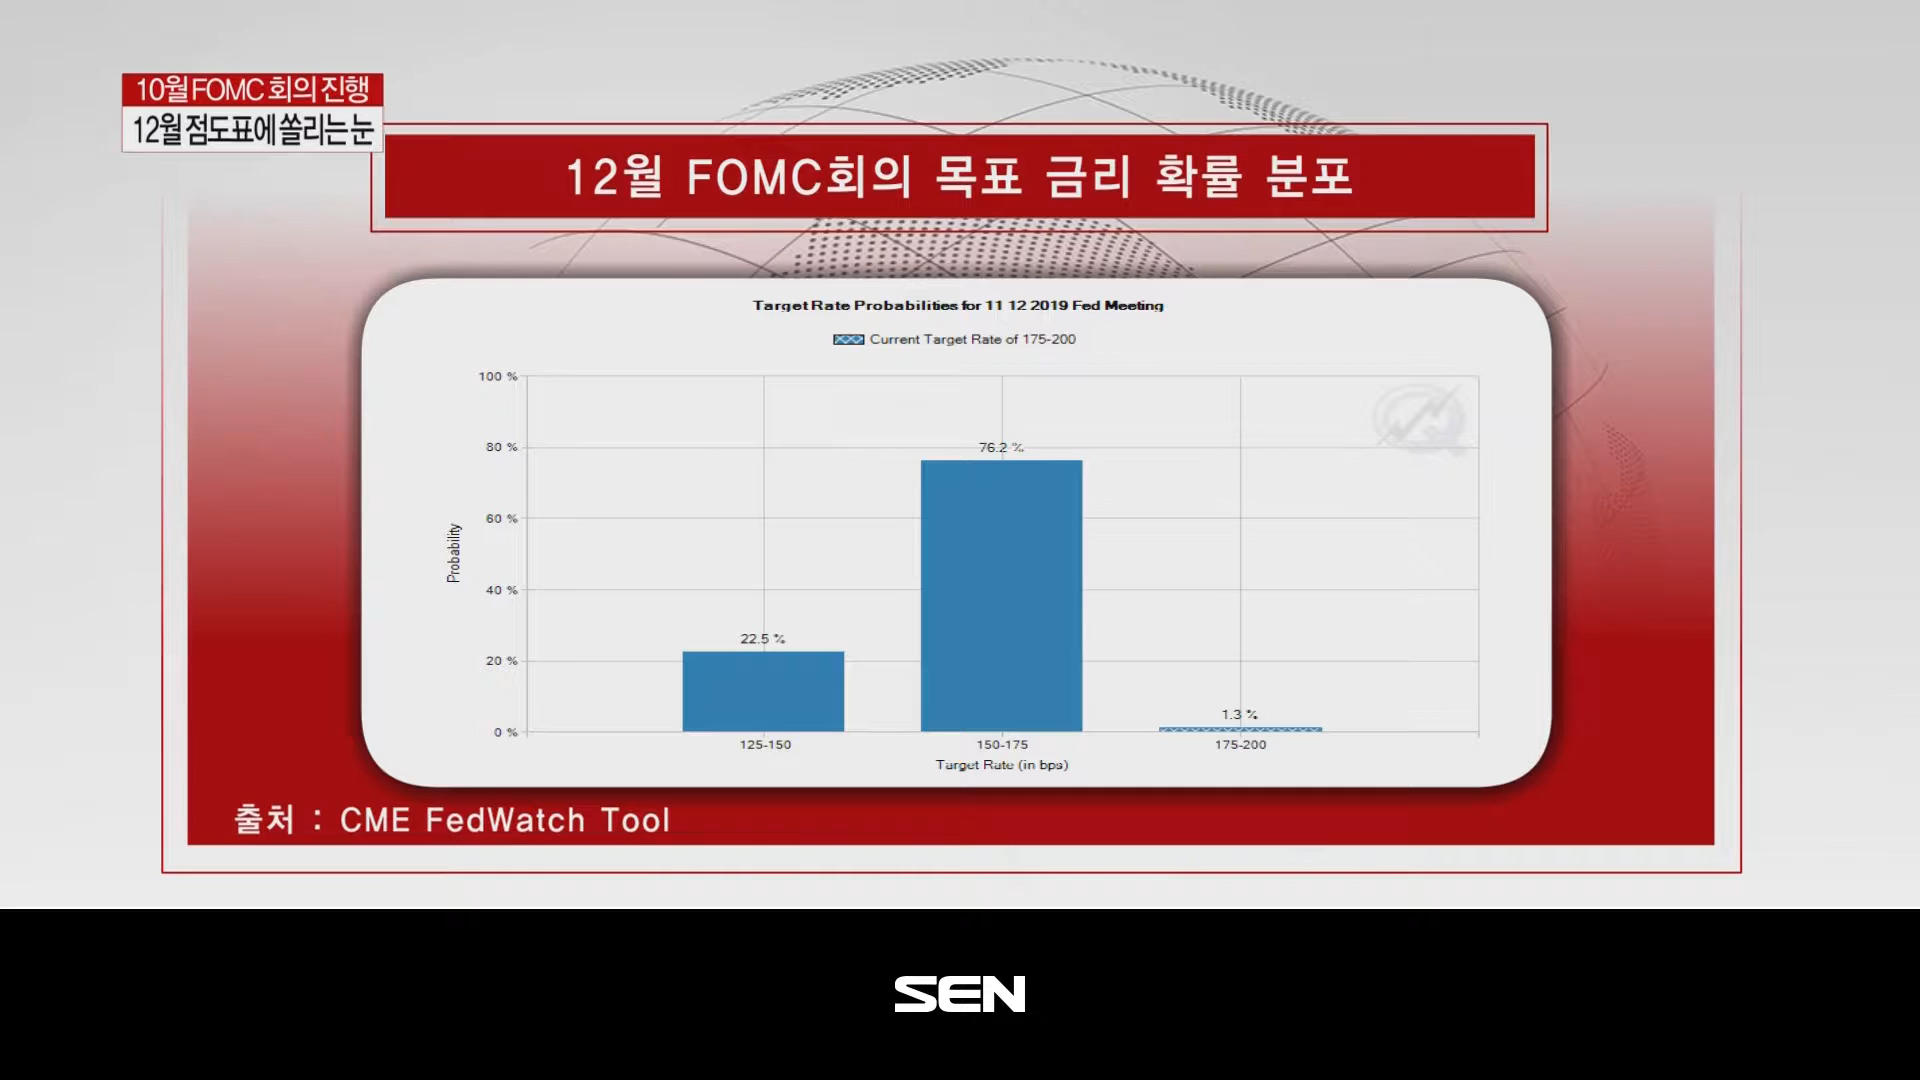 10월 FOMC 회의 진행
12월 점도표에 쏠리는 눈
12월 FOMC회의 목표 금리 확률 분포
Target Rate Probabilities for 11 12 2019 Fed Meeting
Current Target Rate of 175-200
100 %
80 %
60 %
40 %
20 %
0 %
Probability
22.5 %
76.2 %
1.3 %
125-150
150-175
175-200
Target Rate (in bps)
출처 : CME FedWatch Tool
SEN